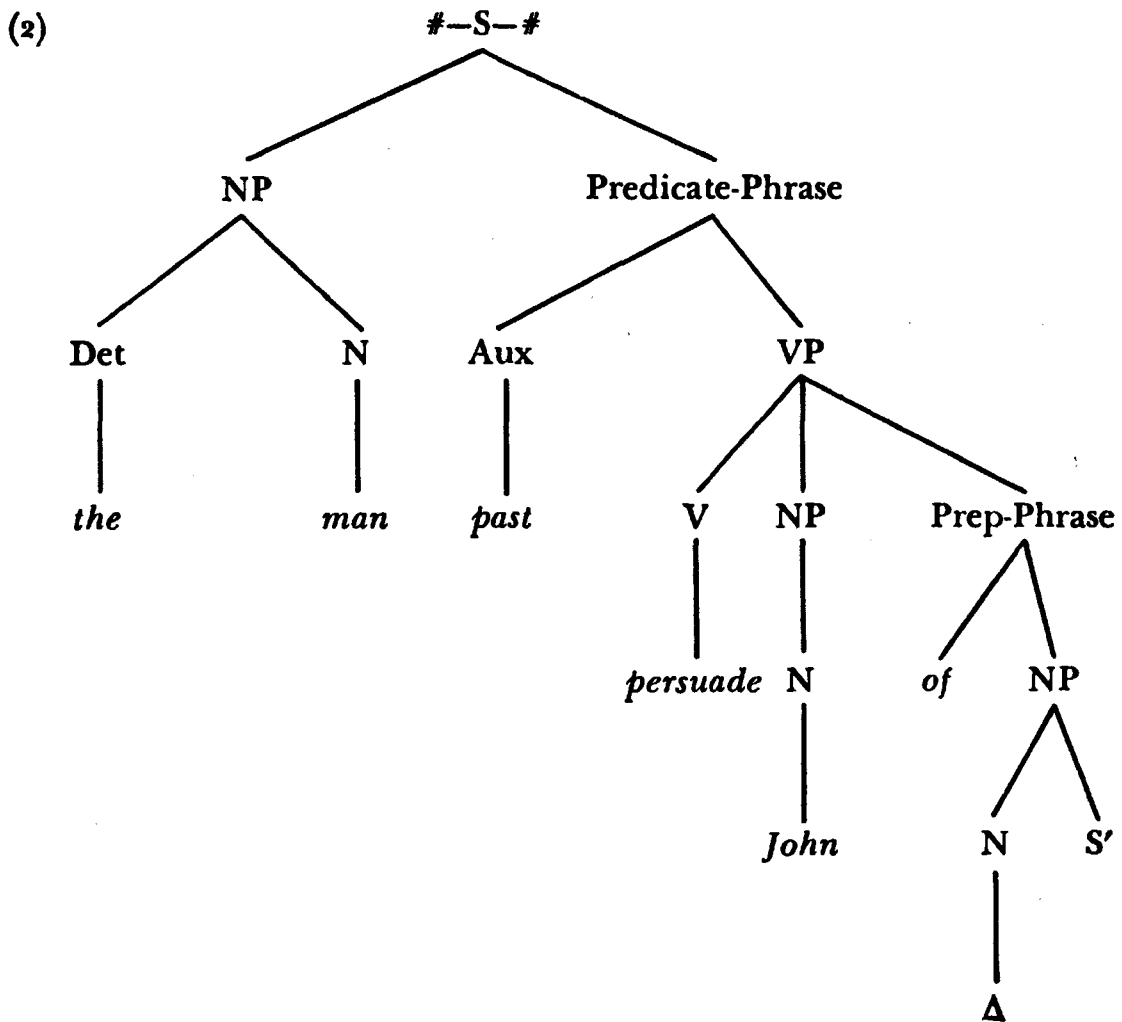 (2)
#–S–#
NP Predicate-Phrase
Det N Aux VP
the man past V NP Prep-Phrase
persuade N of NP
John N S′
Δ